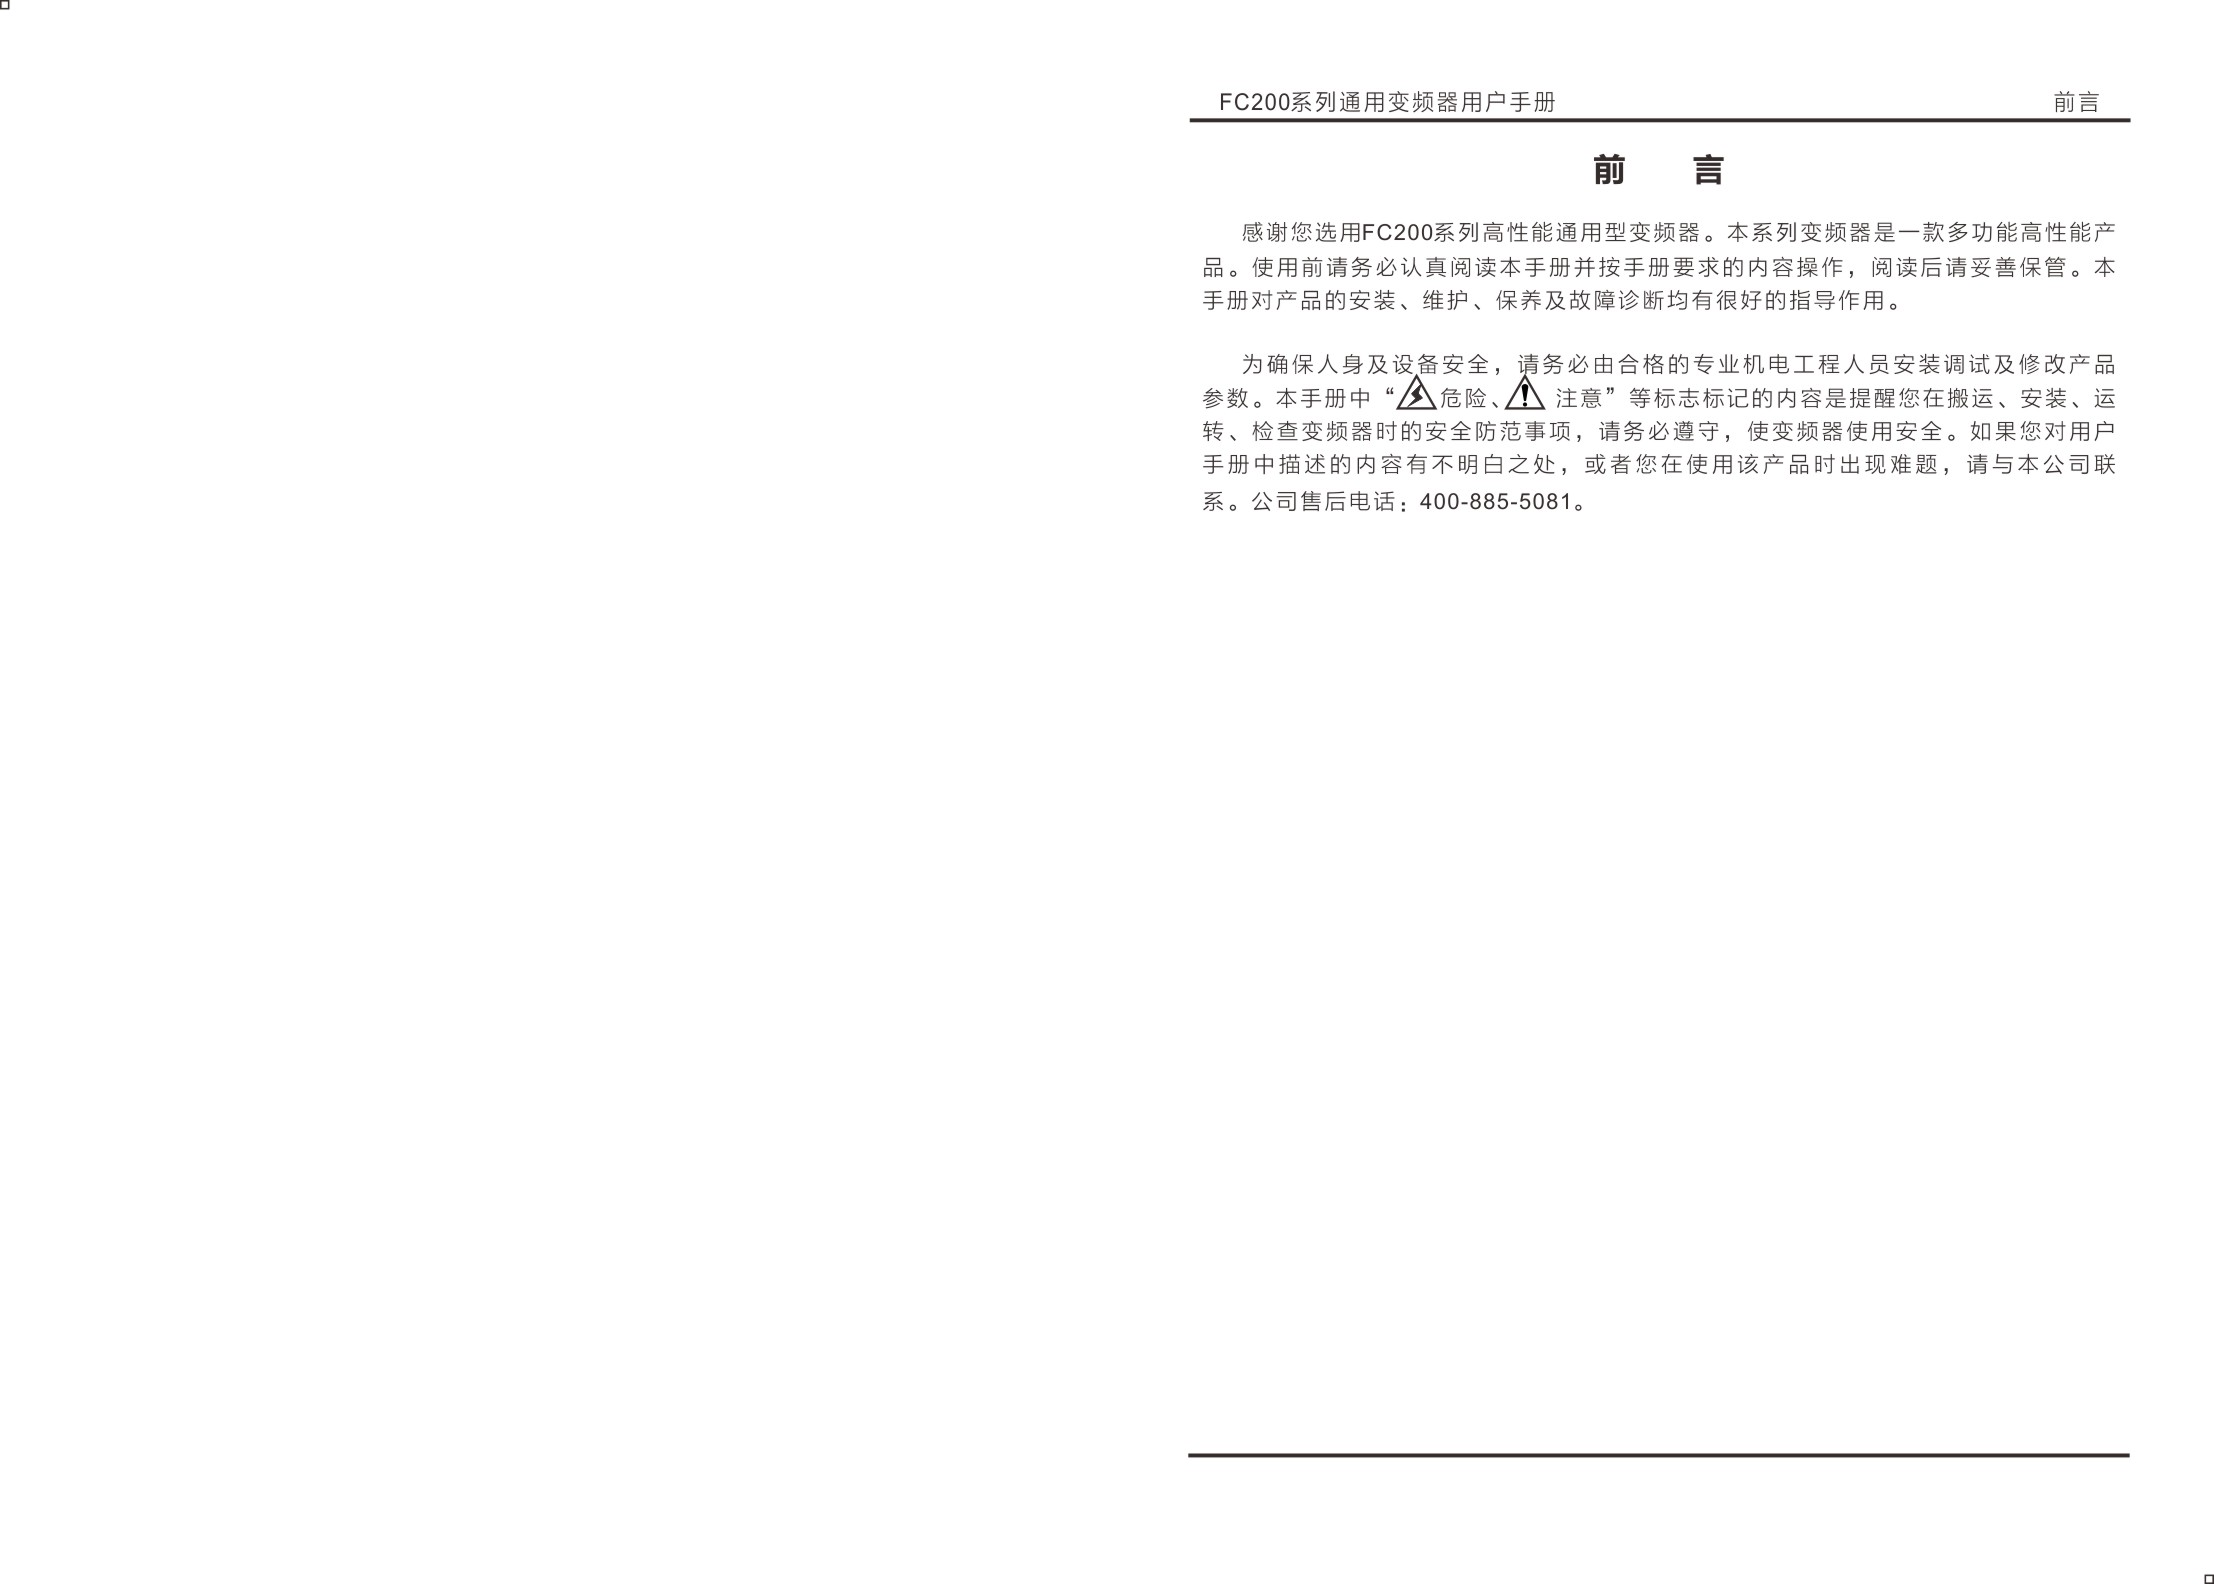 FC200系列通用变频器用户手册 前言
前 言
感谢您选用FC200系列高性能通用型变频器。本系列变频器是一款多功能高性能产
品。使用前请务必认真阅读本手册并按手册要求的内容操作，阅读后请妥善保管。本
手册对产品的安装、维护、保养及故障诊断均有很好的指导作用。
为确保人身及设备安全，请务必由合格的专业机电工程人员安装调试及修改产品
参数。本手册中“危险、注意”等标志标记的内容是提醒您在搬运、安装、运
转、检查变频器时的安全防范事项，请务必遵守，使变频器使用安全。如果您对用户
手册中描述的内容有不明白之处，或者您在使用该产品时出现难题，请与本公司联
系。公司售后电话：400-885-5081。